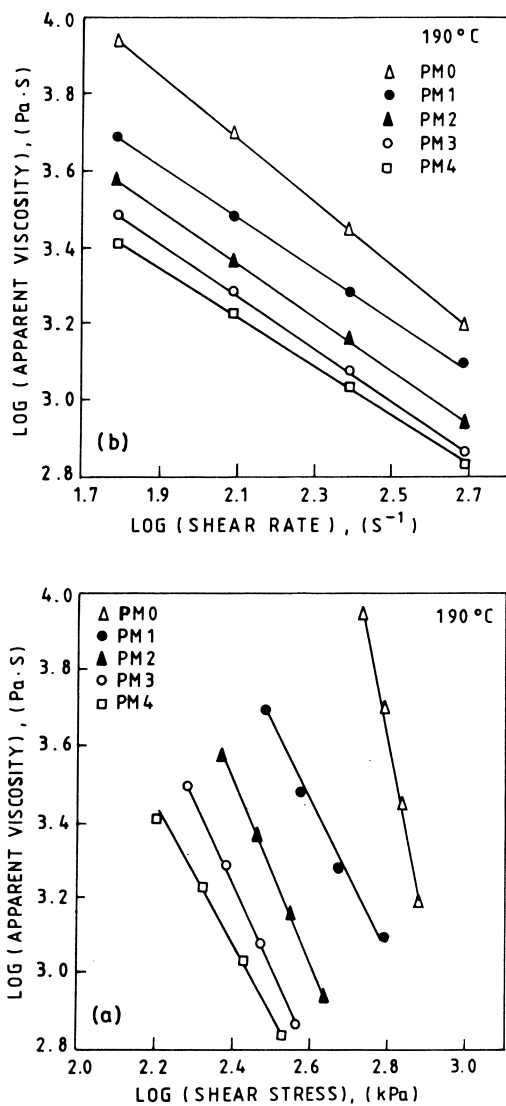 4.0
190°C
PM0
PM1
PM2
PM3
PM4
3.8
3.6
3.4
3.2
3.0
2.8
LOG (APPARENT VISCOSITY), (Pa·S)
(b)
1.7 1.9 2.1 2.3 2.5 2.7
LOG (SHEAR RATE), (S⁻¹)
4.0
PM0
PM1
PM2
PM3
PM4
190°C
3.8
3.6
3.4
3.2
3.0
2.8
LOG (APPARENT VISCOSITY), (Pa·S)
(a)
2.0 2.2 2.4 2.6 2.8 3.0
LOG (SHEAR STRESS), (kPa)